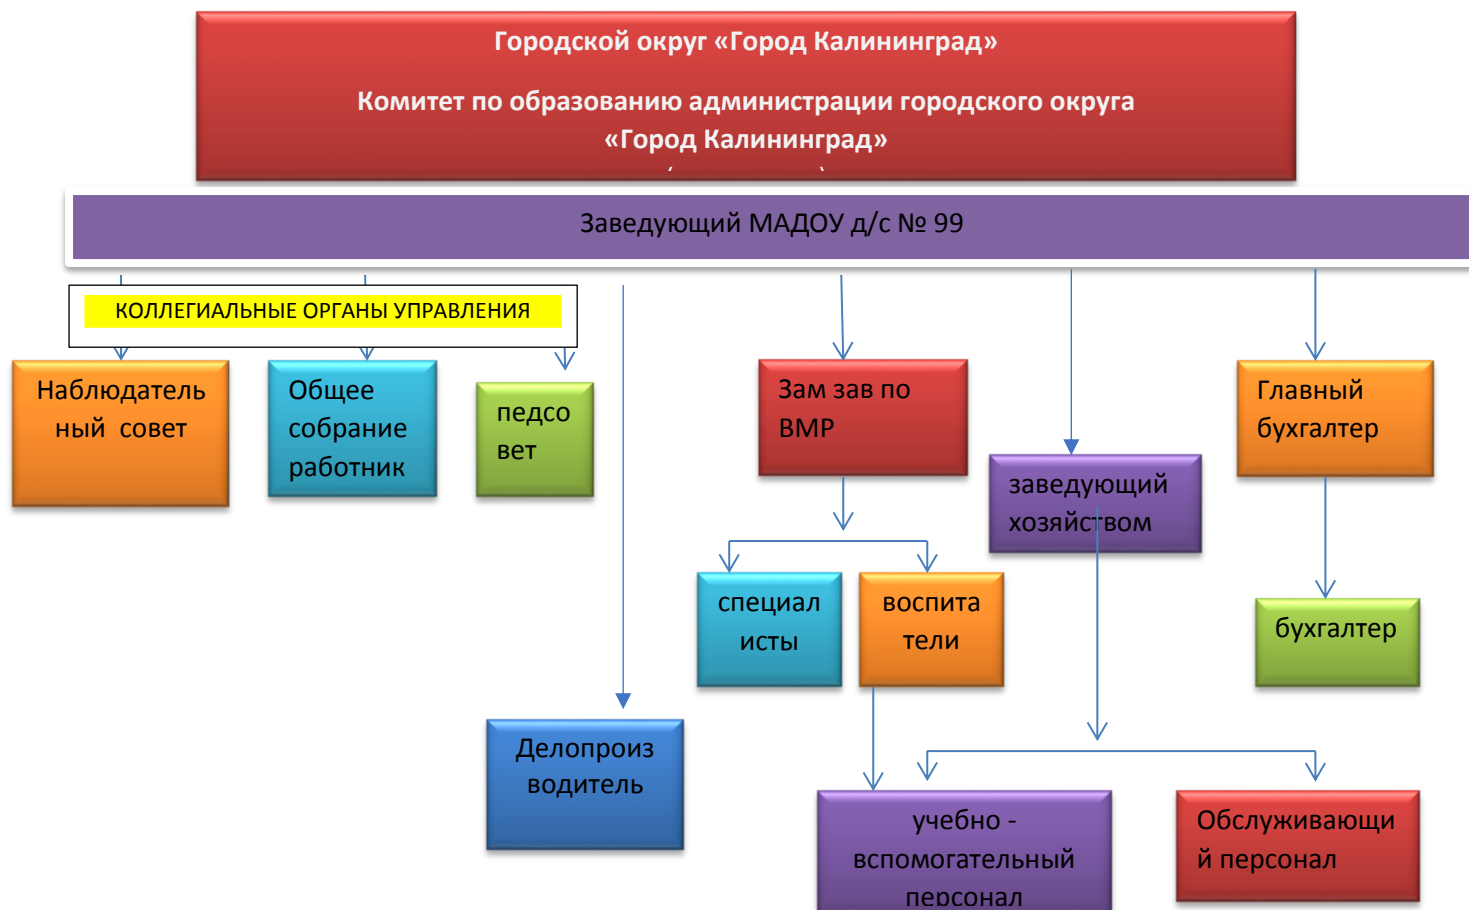 Городской округ «Город Калининград»
Комитет по образованию администрации городского округа
«Город Калининград»
Заведующий МАДОУ д/с № 99
КОЛЛЕГИАЛЬНЫЕ ОРГАНЫ УПРАВЛЕНИЯ
Наблюдатель
ный совет
Общее
собрание
работник
педсо
вет
Зам зав по
ВМР
заведующий
хозяйством
Главный
бухгалтер
специал
исты
воспита
тели
бухгалтер
Делопроиз
водитель
учебно -
вспомогательный
персонал
Обслуживающи
й персонал